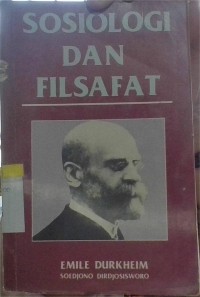 SOSIOLOGI
DAN
FILSAFAT
EMILE DURKHEIM
SOEDJONO DIRDJOSISWORO